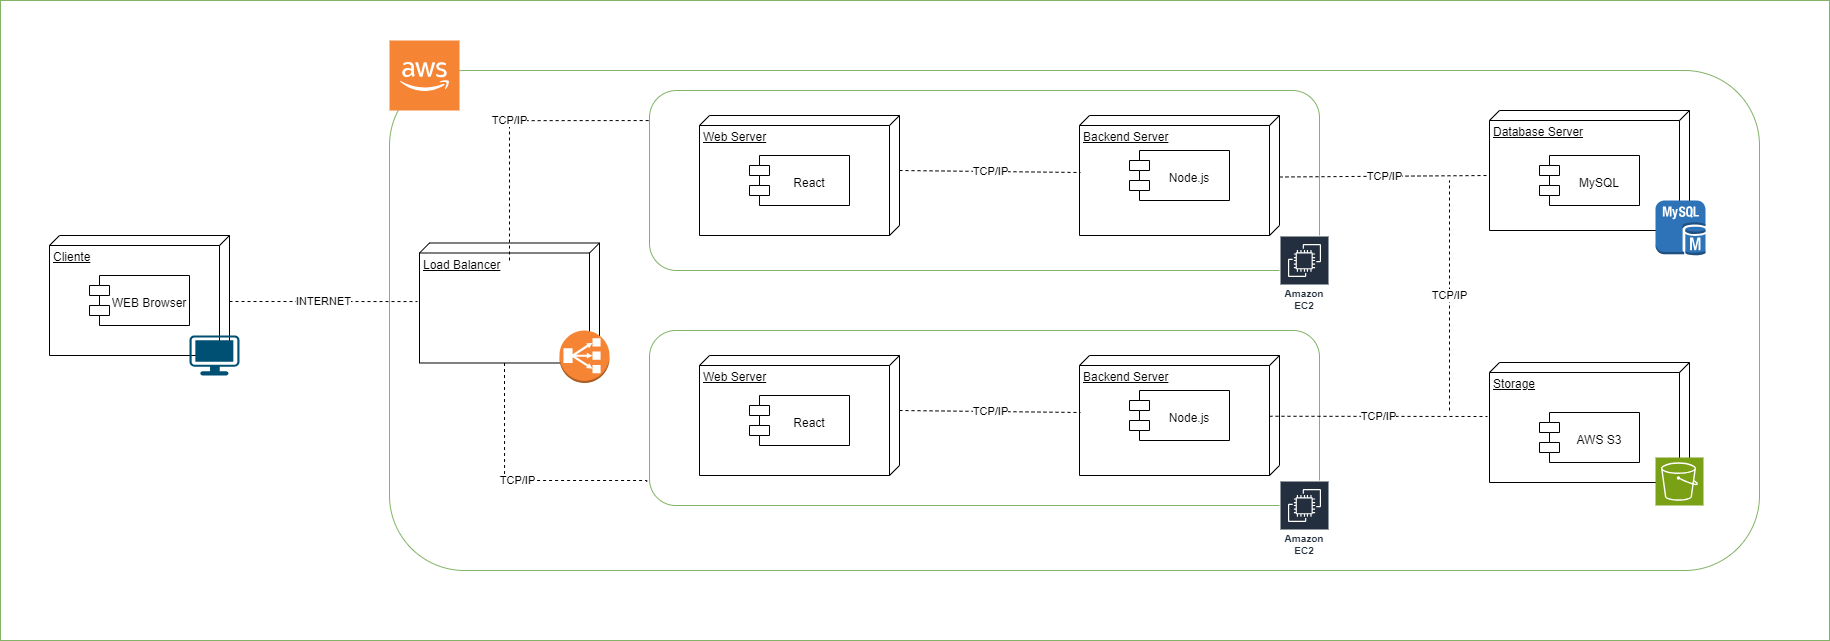 aws
TCP/IP
Web Server
React
TCP/IP
Backend Server
Node.js
TCP/IP
Database Server
MySQL
MySQL
M
Amazon
EC2
Cliente
WEB Browser
INTERNET
Load Balancer
TCP/IP
Web Server
React
TCP/IP
Backend Server
Node.js
TCP/IP
Storage
AWS S3
TCP/IP
Amazon
EC2